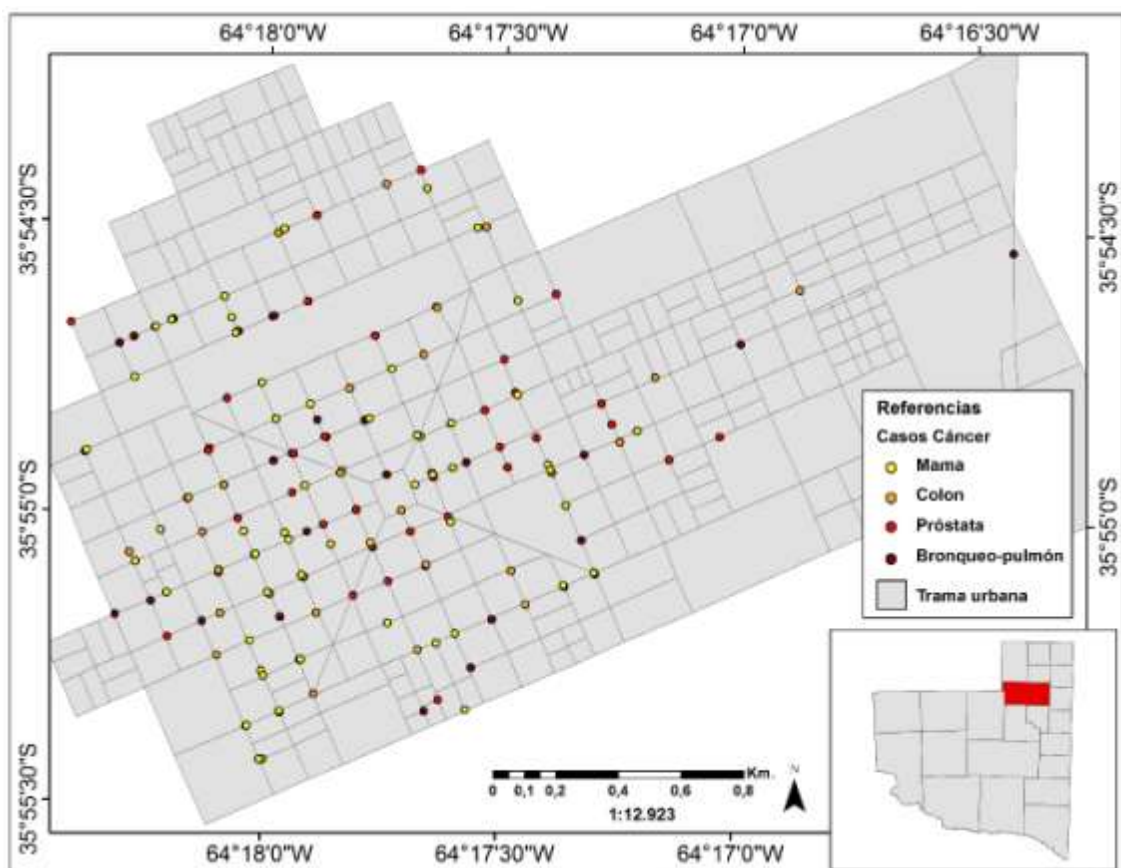 64°18'0"W 64°17'30"W 64°17'0"W 64°16'30"W
35°54'30"S
35°54'30"S
35°55'0"S
35°55'0"S
35°55'30"S
Referencias
Casos Cáncer
Mama
Colon
Próstata
Bronqueo-pulmón
Trama urbana
Km.
0 0,1 0,2 0,4 0,6 0,8
1:12.923
N
64°18'0"W 64°17'30"W 64°17'0"W